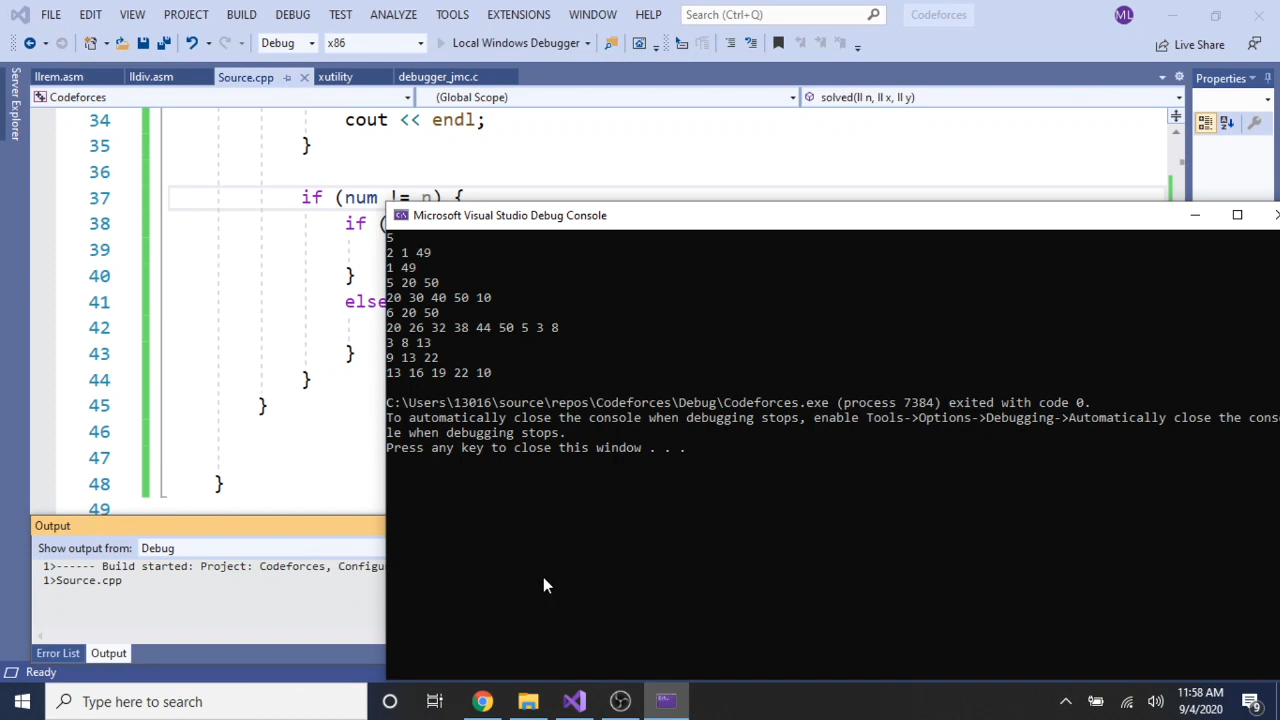 FILE EDIT VIEW PROJECT BUILD DEBUG TEST ANALYZE TOOLS EXTENSIONS WINDOW HELP Search (Ctrl+Q) Codeforces ML
Debug x86 Local Windows Debugger Live Share
llrem.asm lldiv.asm Source.cpp xutility debugger_jmc.c Properties
Server Explorer
Codeforces (Global Scope) solved(ll n, ll x, ll y)
34 cout << endl;
35 }
36
37 if (num != n) {
38 if (
39
40 }
41 else
42
43 }
44 }
45 }
46
47
48 }
49
Microsoft Visual Studio Debug Console
5
2 1 49
1 49
5 20 50
20 30 40 50 10
6 20 50
20 26 32 38 44 50 5 3 8
3 8 13
9 13 22
13 16 19 22 10
C:\Users\13016\source\repos\Codeforces\Debug\Codeforces.exe (process 7384) exited with code 0.
To automatically close the console when debugging stops, enable Tools->Options->Debugging->Automatically close the conso
le when debugging stops.
Press any key to close this window . . .
Output
Show output from: Debug
1>------ Build started: Project: Codeforces, Configu
1>Source.cpp
Error List Output
Ready
Type here to search
11:58 AM
9/4/2020
9